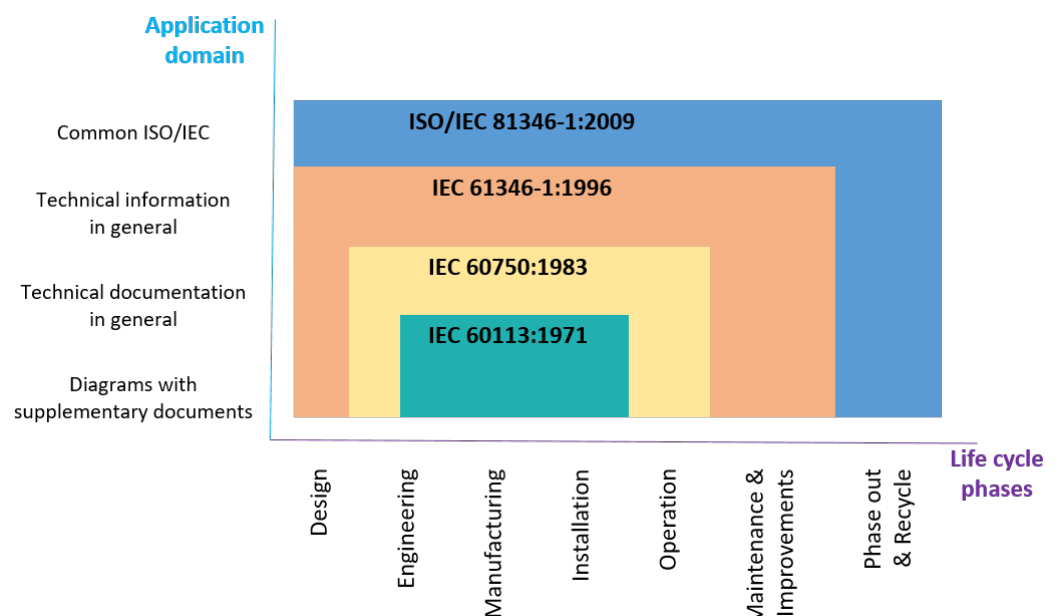 Application
domain
Common ISO/IEC
ISO/IEC 81346-1:2009
Technical information
in general
IEC 61346-1:1996
Technical documentation
in general
IEC 60750:1983
Diagrams with
supplementary documents
IEC 60113:1971
Life cycle
phases
Design
Engineering
Manufacturing
Installation
Operation
Maintenance &
Improvements
Phase out
& Recycle